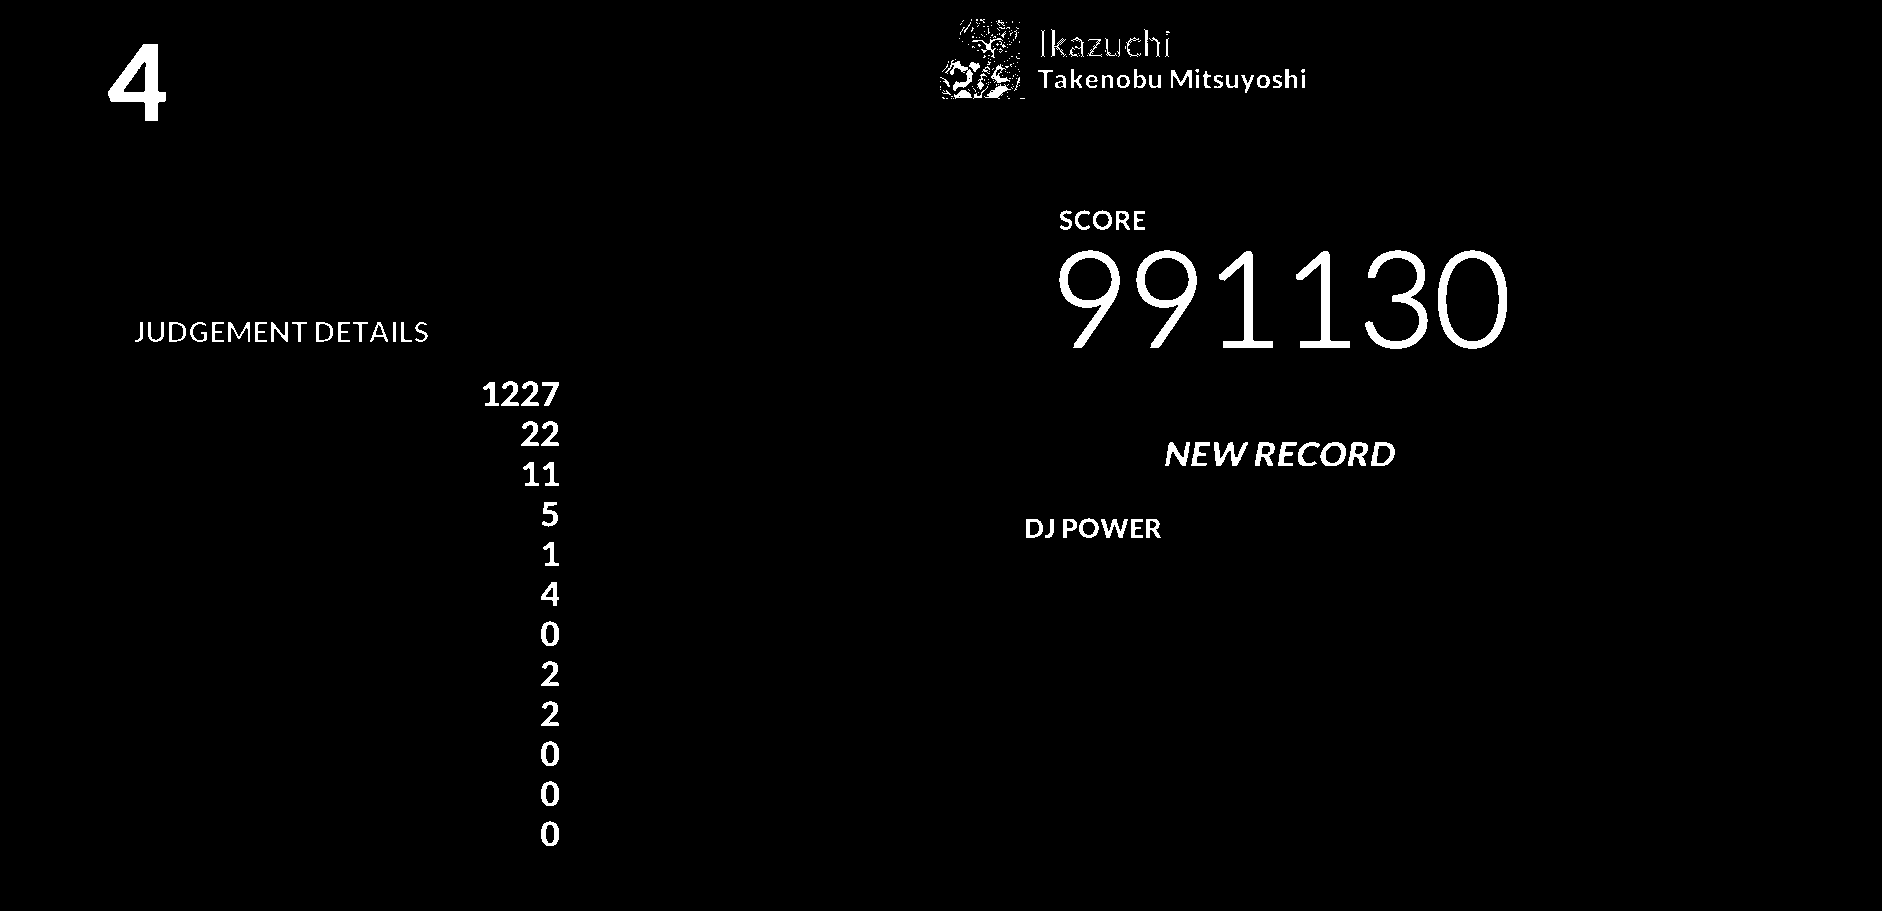 4
Ikazuchi
Takenobu Mitsuyoshi
SCORE
991130
JUDGEMENT DETAILS
1227
22
11
5
1
4
0
2
2
0
0
0
NEW RECORD
DJ POWER